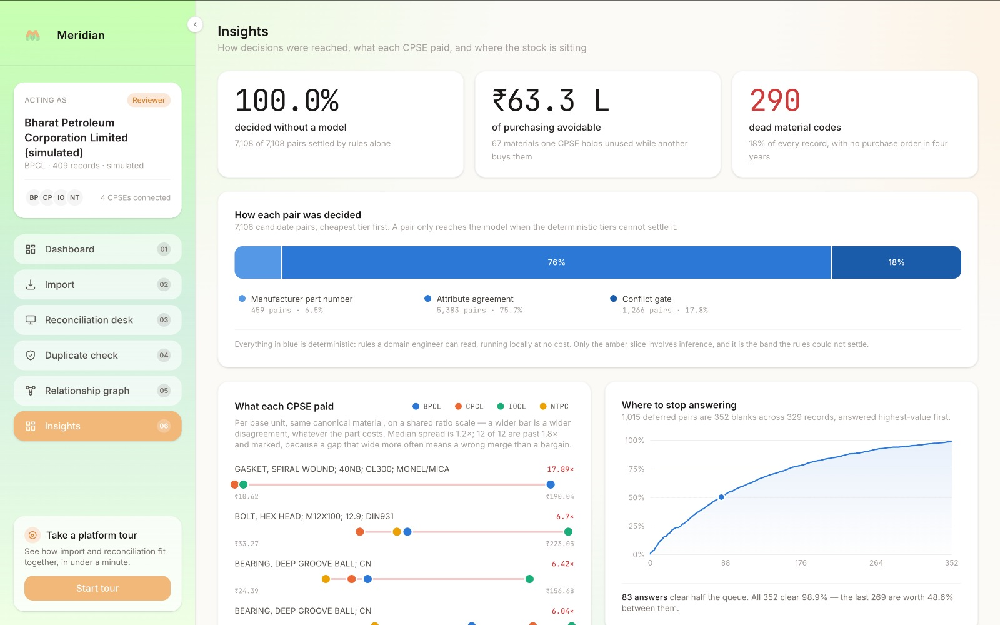 Meridian
ACTING AS
Reviewer
Bharat Petroleum
Corporation Limited
(simulated)
BPCL · 409 records · simulated
BP CP IO NT
4 CPSEs connected
Dashboard 01
Import 02
Reconciliation desk 03
Duplicate check 04
Relationship graph 05
Insights 06
Take a platform tour
See how import and reconciliation fit
together, in under a minute.
Start tour
Insights
How decisions were reached, what each CPSE paid, and where the stock is sitting
100.0%
decided without a model
7,108 of 7,108 pairs settled by rules alone
₹63.3 L
of purchasing avoidable
67 materials one CPSE holds unused while another
buys them
290
dead material codes
18% of every record, with no purchase order in four
years
How each pair was decided
7,108 candidate pairs, cheapest tier first. A pair only reaches the model when the deterministic tiers cannot settle it.
76%
18%
Manufacturer part number
459 pairs · 6.5%
Attribute agreement
5,383 pairs · 75.7%
Conflict gate
1,266 pairs · 17.8%
Everything in blue is deterministic: rules a domain engineer can read, running locally at no cost. Only the amber slice involves inference, and it is the band the rules could not settle.
What each CPSE paid
BPCL CPCL IOCL NTPC
Per base unit, same canonical material, on a shared ratio scale — a wider bar is a wider
disagreement, whatever the part costs. Median spread is 1.2×; 12 of 12 are past 1.8×
and marked, because a gap that wide more often means a wrong merge than a bargain.
GASKET, SPIRAL WOUND; 40NB; CL300; MONEL/MICA 17.89×
₹10.62 ₹190.04
BOLT, HEX HEAD; M12X100; 12.9; DIN931 6.7×
₹33.27 ₹223.05
BEARING, DEEP GROOVE BALL; CN 6.42×
₹24.39 ₹156.68
BEARING, DEEP GROOVE BALL; CN 6.04×
Where to stop answering
1,015 deferred pairs are 352 blanks across 329 records, answered highest-value first.
100%
75%
50%
25%
0%
0 88 176 264 352
83 answers clear half the queue. All 352 clear 98.9% — the last 269 are worth 48.6%
between them.